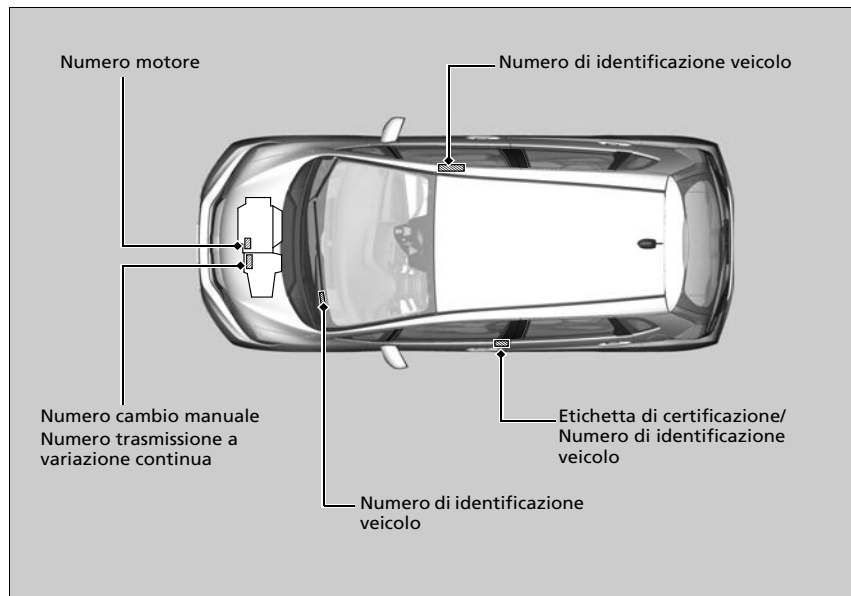 Numero motore
Numero di identificazione veicolo
Numero cambio manuale
Numero trasmissione a
variazione continua
Etichetta di certificazione/
Numero di identificazione
veicolo
Numero di identificazione
veicolo